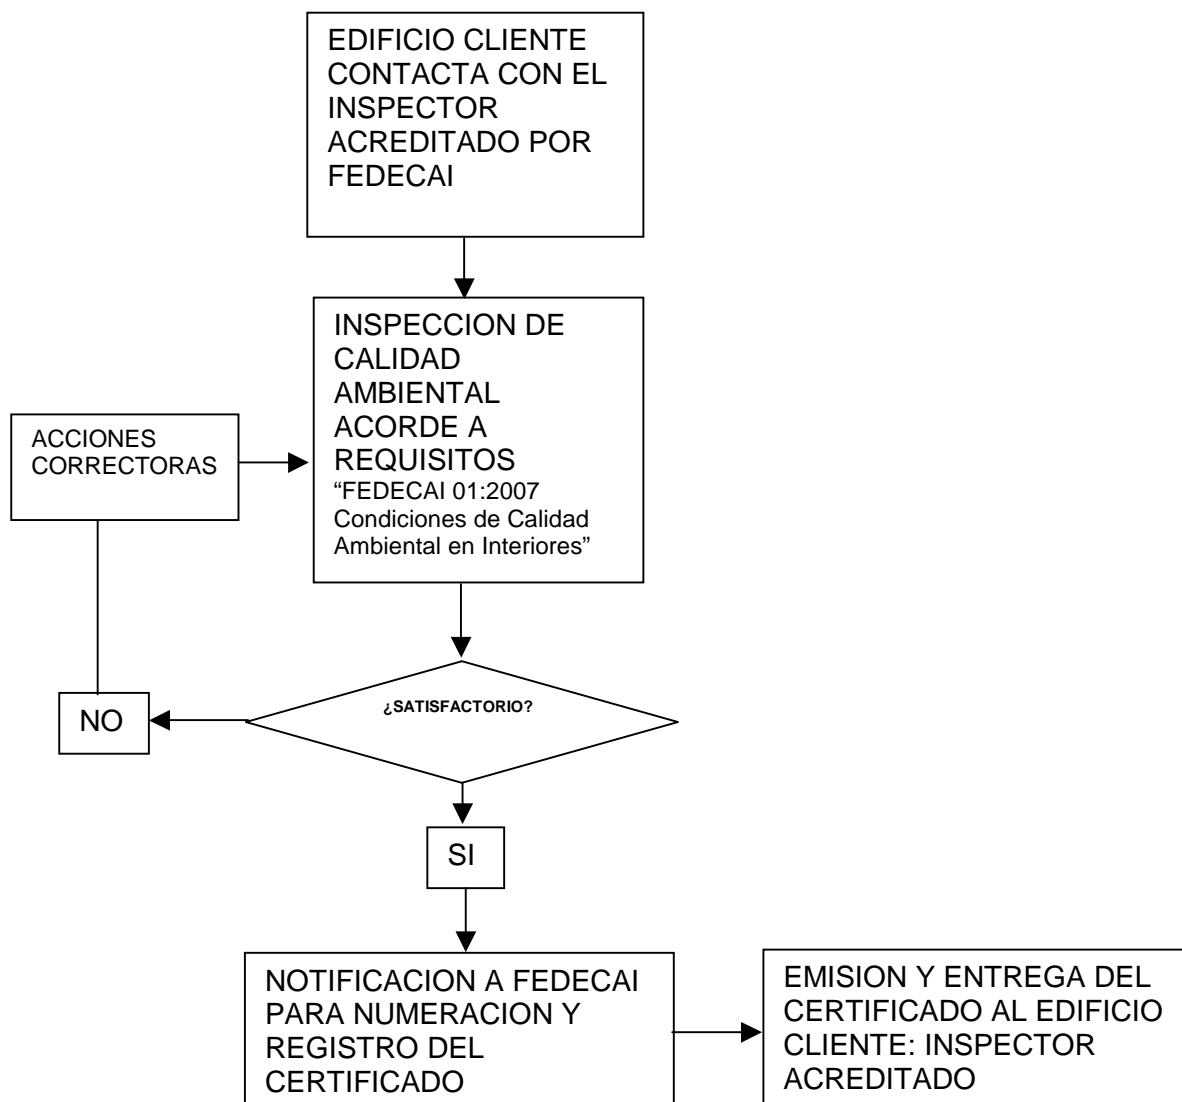 EDIFICIO CLIENTE
CONTACTA CON EL
INSPECTOR
ACREDITADO POR
FEDECAI
INSPECCION DE
CALIDAD
AMBIENTAL
ACORDE A
REQUISITOS
“FEDECAI 01:2007
Condiciones de Calidad
Ambiental en Interiores”
ACCIONES
CORRECTORAS
¿SATISFACTORIO?
NO
SI
NOTIFICACION A FEDECAI
PARA NUMERACION Y
REGISTRO DEL
CERTIFICADO
EMISION Y ENTREGA DEL
CERTIFICADO AL EDIFICIO
CLIENTE: INSPECTOR
ACREDITADO